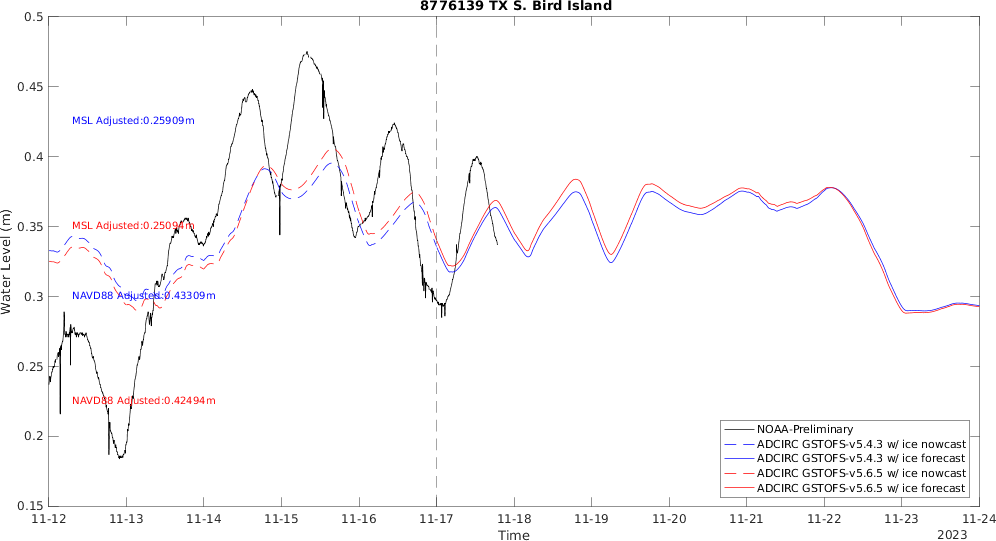 8776139 TX S. Bird Island
0.5
0.45
0.4
0.35
0.3
0.25
0.2
0.15
Water Level (m)
MSL Adjusted:0.25909m
MSL Adjusted:0.25094m
NAVD88 Adjusted:0.43309m
NAVD88 Adjusted:0.42494m
NOAA-Preliminary
ADCIRC GSTOFS-v5.4.3 w/ ice nowcast
ADCIRC GSTOFS-v5.4.3 w/ ice forecast
ADCIRC GSTOFS-v5.6.5 w/ ice nowcast
ADCIRC GSTOFS-v5.6.5 w/ ice forecast
11-12 11-13 11-14 11-15 11-16 11-17 11-18 11-19 11-20 11-21 11-22 11-23 11-24
Time
2023